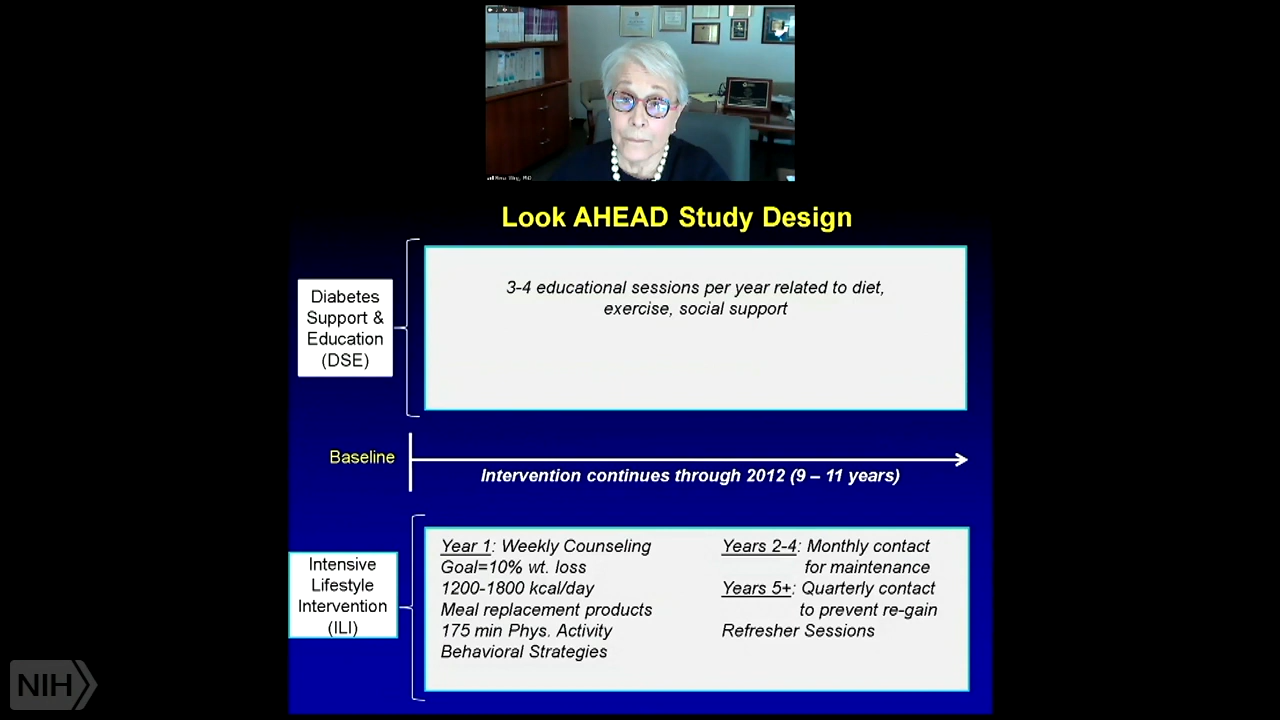 Rena Wing, PhD
Look AHEAD Study Design
Diabetes
Support &
Education
(DSE)
3-4 educational sessions per year related to diet,
exercise, social support
Baseline
Intervention continues through 2012 (9 – 11 years)
Intensive
Lifestyle
Intervention
(ILI)
Year 1: Weekly Counseling
Goal=10% wt. loss
1200-1800 kcal/day
Meal replacement products
175 min Phys. Activity
Behavioral Strategies
Years 2-4: Monthly contact
for maintenance
Years 5+: Quarterly contact
to prevent re-gain
Refresher Sessions
NIH